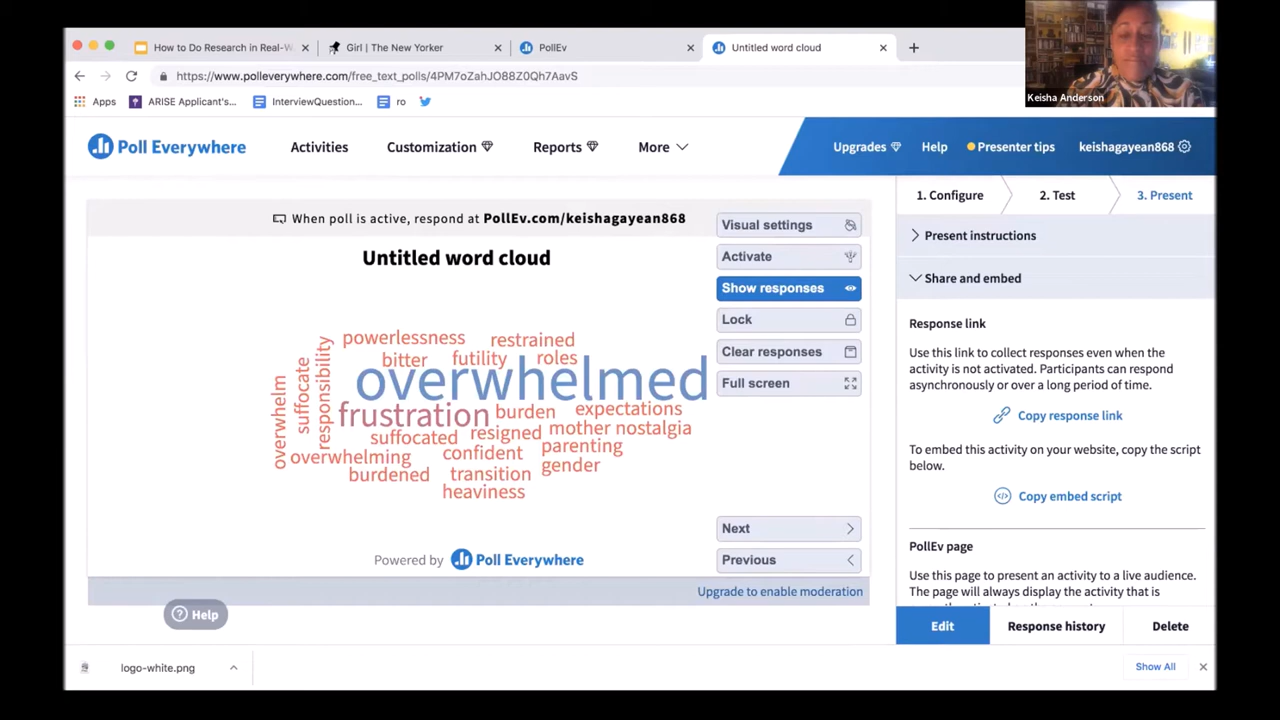 How to Do Research in Real-W
Girl | The New Yorker
PollEv
Untitled word cloud
https://www.polleverywhere.com/free_text_polls/4PM7oZahJO88Z0Qh7AavS
Apps
ARISE Applicant's...
InterviewQuestion...
ro
Keisha Anderson
Poll Everywhere
Activities
Customization
Reports
More
Upgrades
Help
Presenter tips
keishagayean868
1. Configure
2. Test
3. Present
When poll is active, respond at PollEv.com/keishagayean868
Untitled word cloud
powerlessness
restrained
bitter
futility
roles
overwhelmed
overwhelm
suffocate
responsibility
frustration
burden
expectations
suffocated
resigned
mother nostalgia
overwhelming
confident
parenting
burdened
transition
gender
heaviness
Visual settings
Activate
Show responses
Lock
Clear responses
Full screen
Next
Previous
Powered by Poll Everywhere
Upgrade to enable moderation
Help
Present instructions
Share and embed
Response link
Use this link to collect responses even when the
activity is not activated. Participants can respond
asynchronously or over a long period of time.
Copy response link
To embed this activity on your website, copy the script
below.
Copy embed script
PollEv page
Use this page to present an activity to a live audience.
The page will always display the activity that is
Edit
Response history
Delete
logo-white.png
Show All